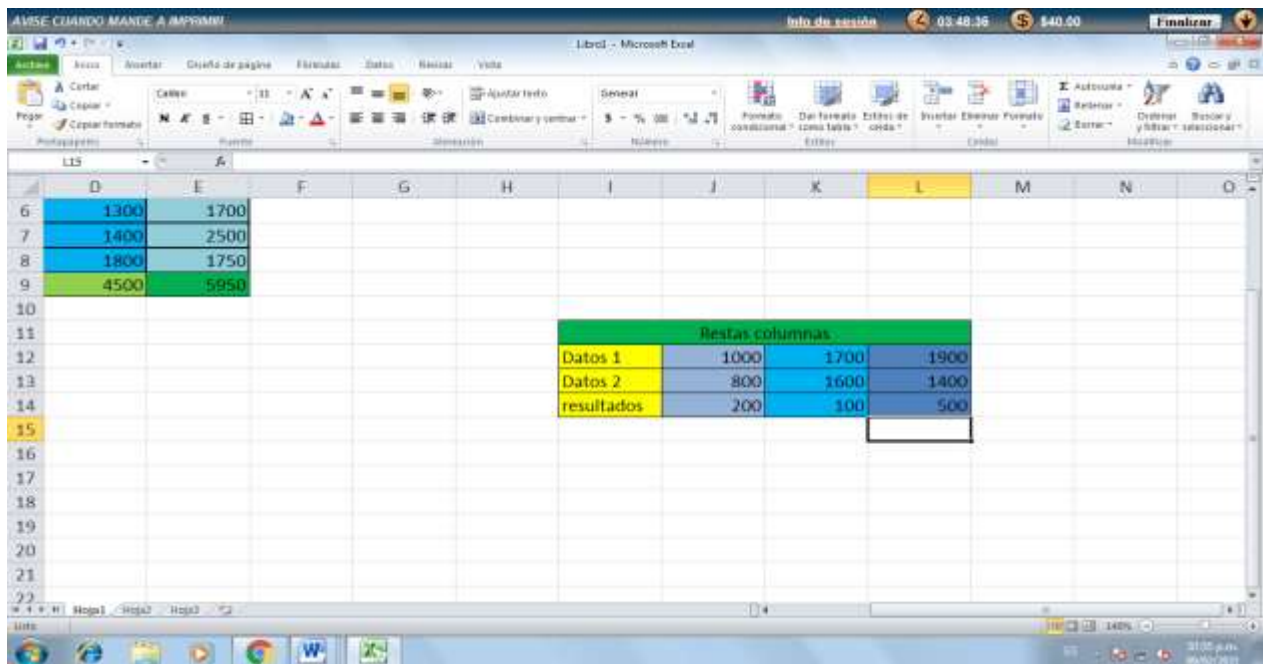 AVISE CUANDO MANDE A IMPRIMIR Info de sesión 03:48:36 $40.00 Finalizar
Libro1 - Microsoft Excel
Archivo Inicio Insertar Diseño de página Fórmulas Datos Revisar Vista
Cortar
Copiar
Copiar formato
Pegar
Portapapeles
Calibri 11
N K S
Fuente
Ajustar texto
Combinar y centrar
Alineación
General
$ % 000
Número
Formato condicional
Dar formato como tabla
Estilos de celda
Estilos
Insertar Eliminar Formato
Celdas
Autosuma
Rellenar
Borrar
Ordenar y filtrar
Buscar y seleccionar
Modificar
L15 fx
D E F G H I J K L M N O
6 1300 1700
7 1400 2500
8 1800 1750
9 4500 5950
10
11 Restas columnas
12 Datos 1 1000 1700 1900
13 Datos 2 800 1600 1400
14 resultados 200 100 500
15
16
17
18
19
20
21
22
Hoja1 Hoja2 Hoja3
Listo 140%
ES